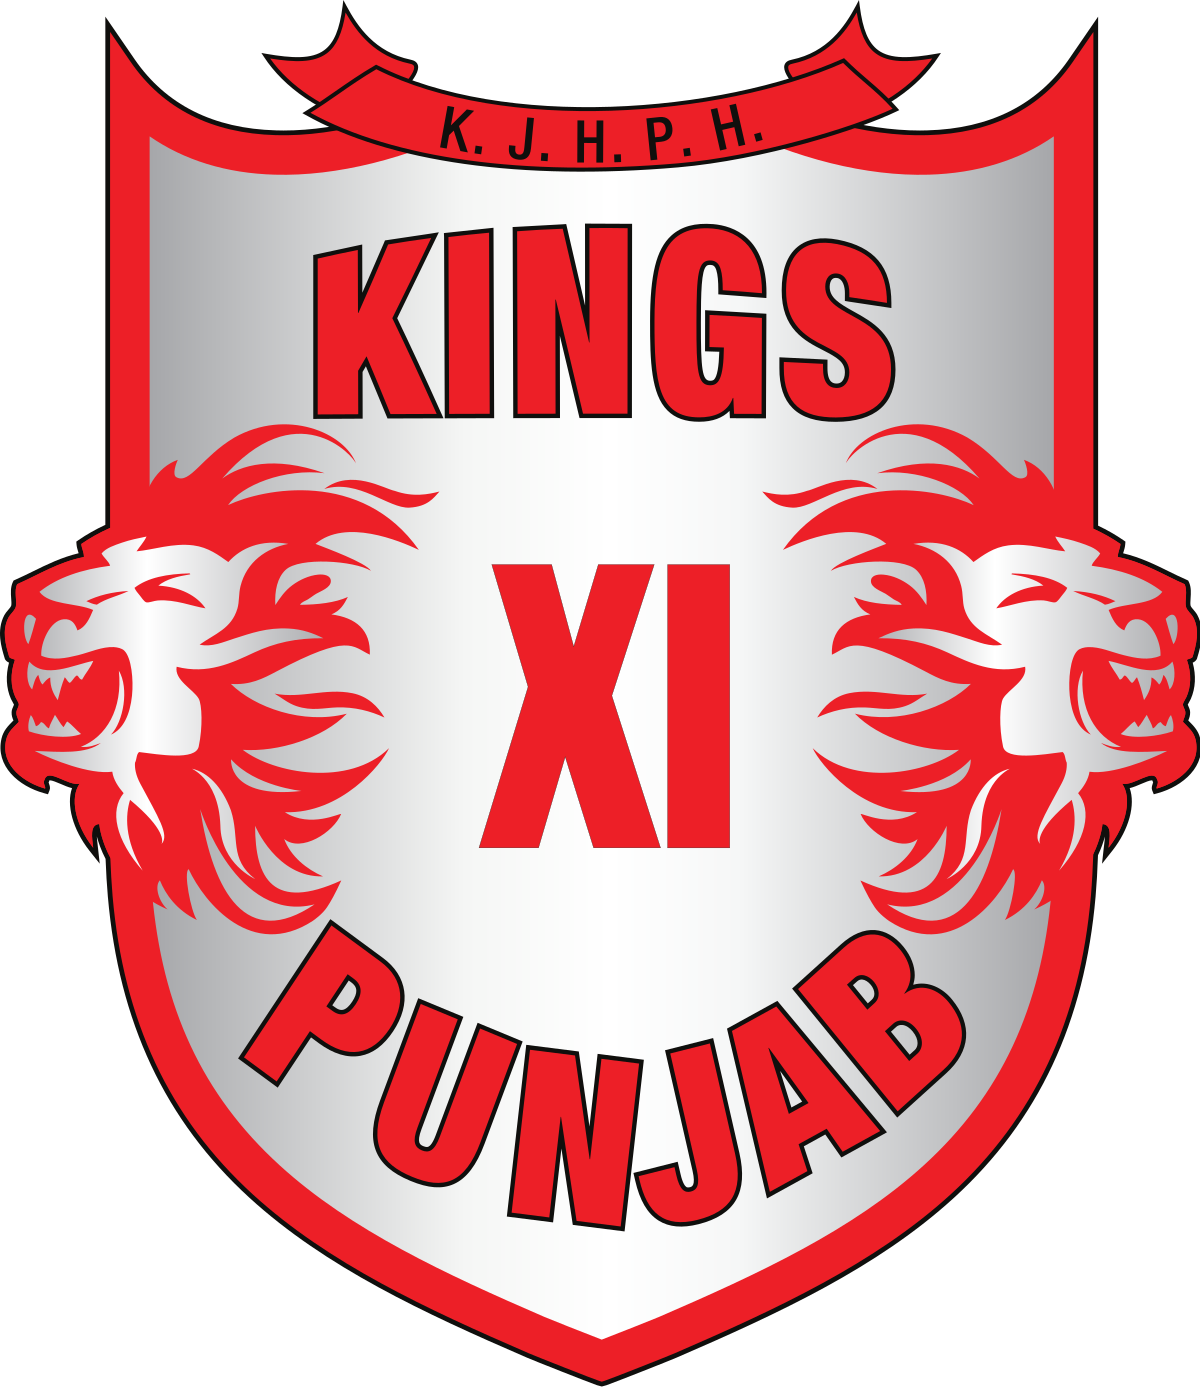 K. J. H. P. H.
KINGS
XI
PUNJAB